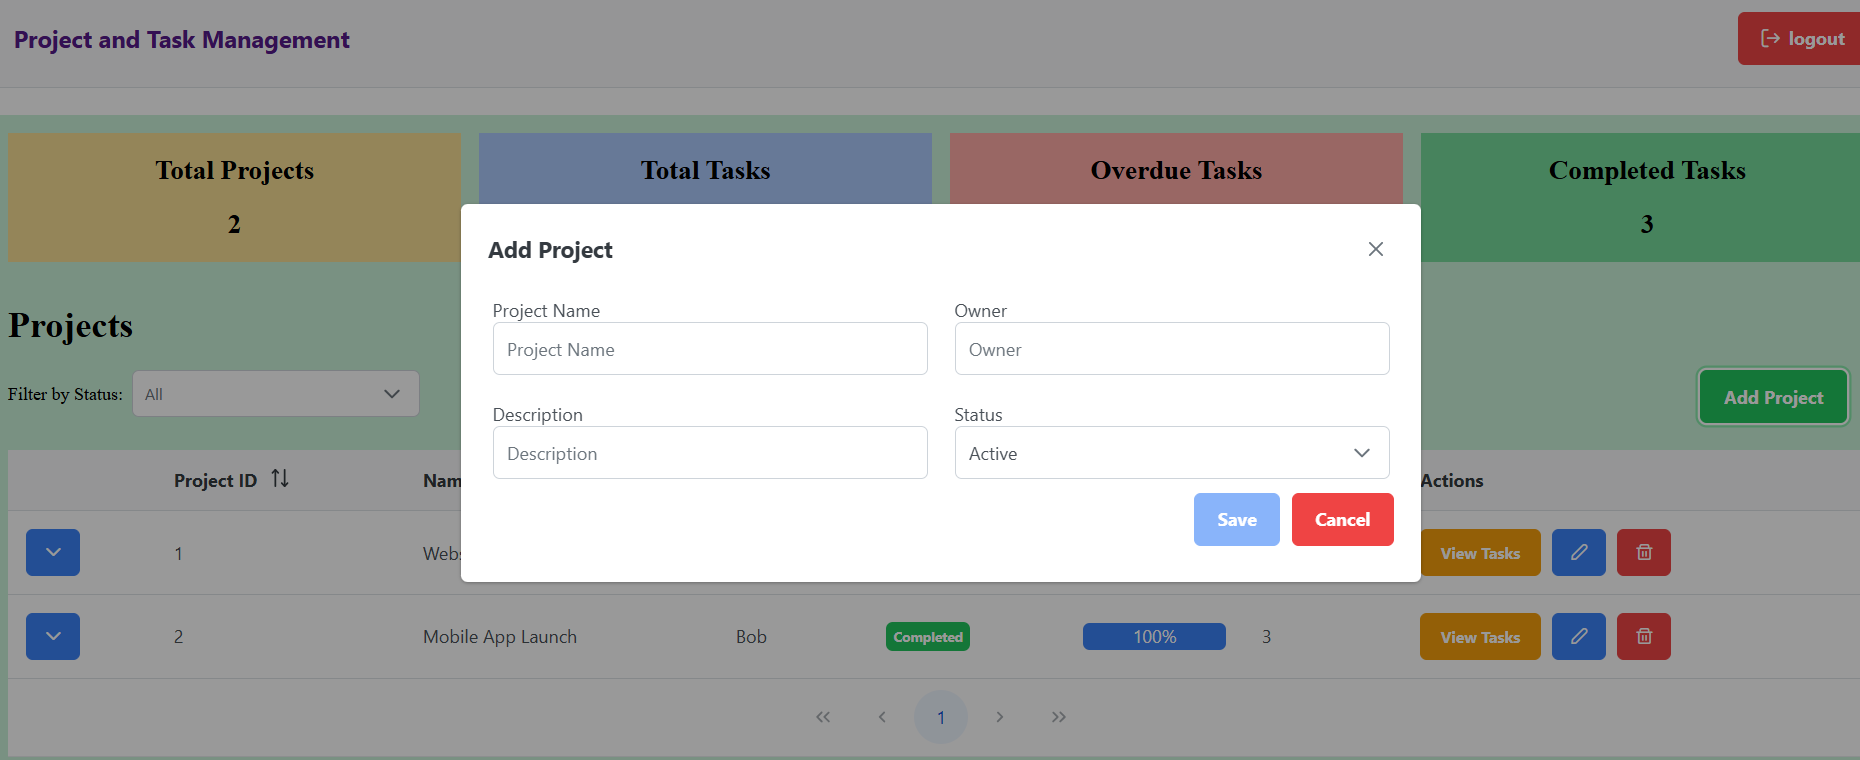 Project and Task Management
logout
Total Projects
2
Total Tasks
Overdue Tasks
Completed Tasks
3
Projects
Filter by Status: All
Add Project
Add Project
Project Name
Project Name
Owner
Owner
Description
Description
Status
Active
Save Cancel
Project ID Nam Actions
1 Webs View Tasks
2 Mobile App Launch Bob Completed 100% 3 View Tasks
1